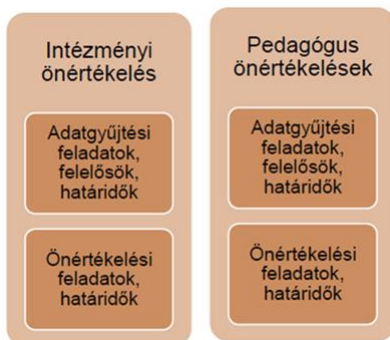 Intézményi
önértékelés
Adatgyűjtési
feladatok,
felelősök,
határidők
Önértékelési
feladatok,
határidők
Pedagógus
önértékelések
Adatgyűjtési
feladatok,
felelősök,
határidők
Önértékelési
feladatok,
határidők